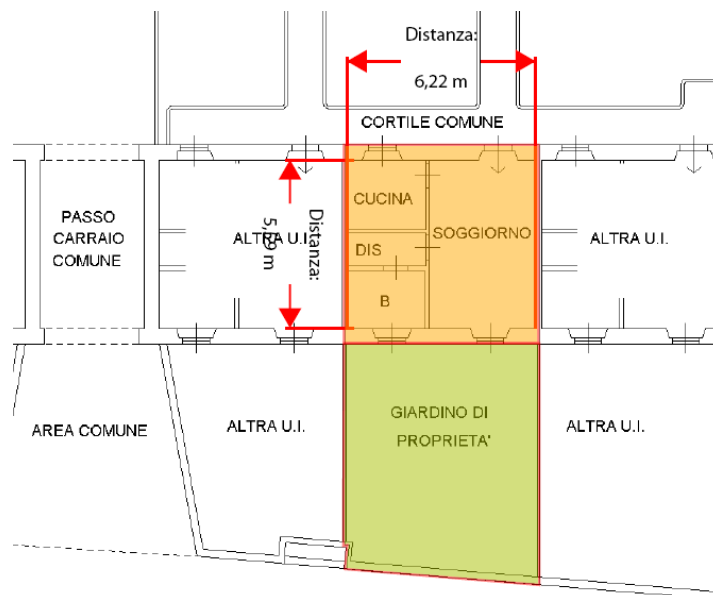 Distanza:
6,22 m
CORTILE COMUNE
PASSO
CARRAIO
COMUNE
ALTRA U.I.
Distanza:
m
CUCINA
DIS
B
SOGGIORNO
ALTRA U.I.
AREA COMUNE
ALTRA U.I.
GIARDINO DI
PROPRIETA'
ALTRA U.I.